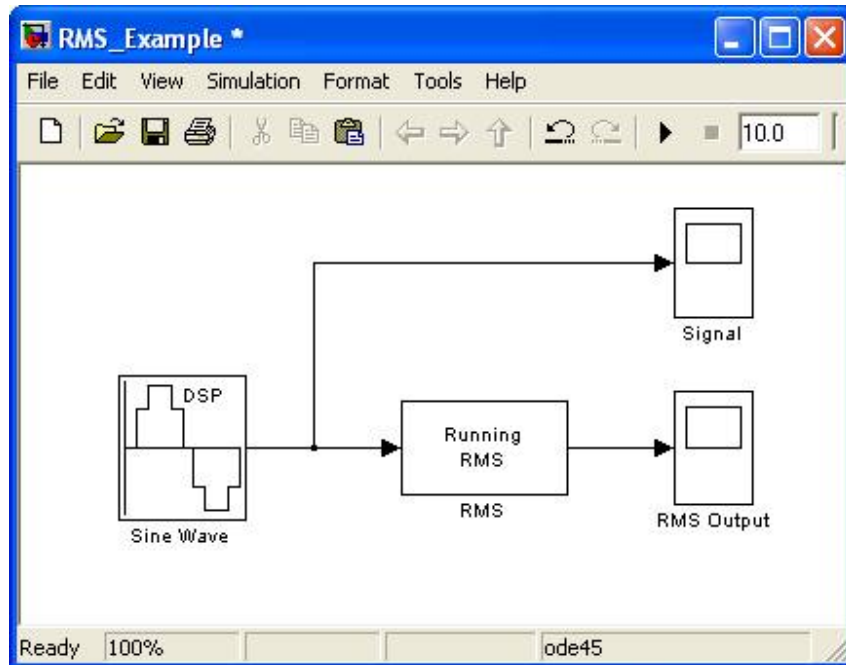 RMS_Example *
File Edit View Simulation Format Tools Help
10.0
Signal
DSP
Sine Wave
Running
RMS
RMS
RMS Output
Ready 100% ode45